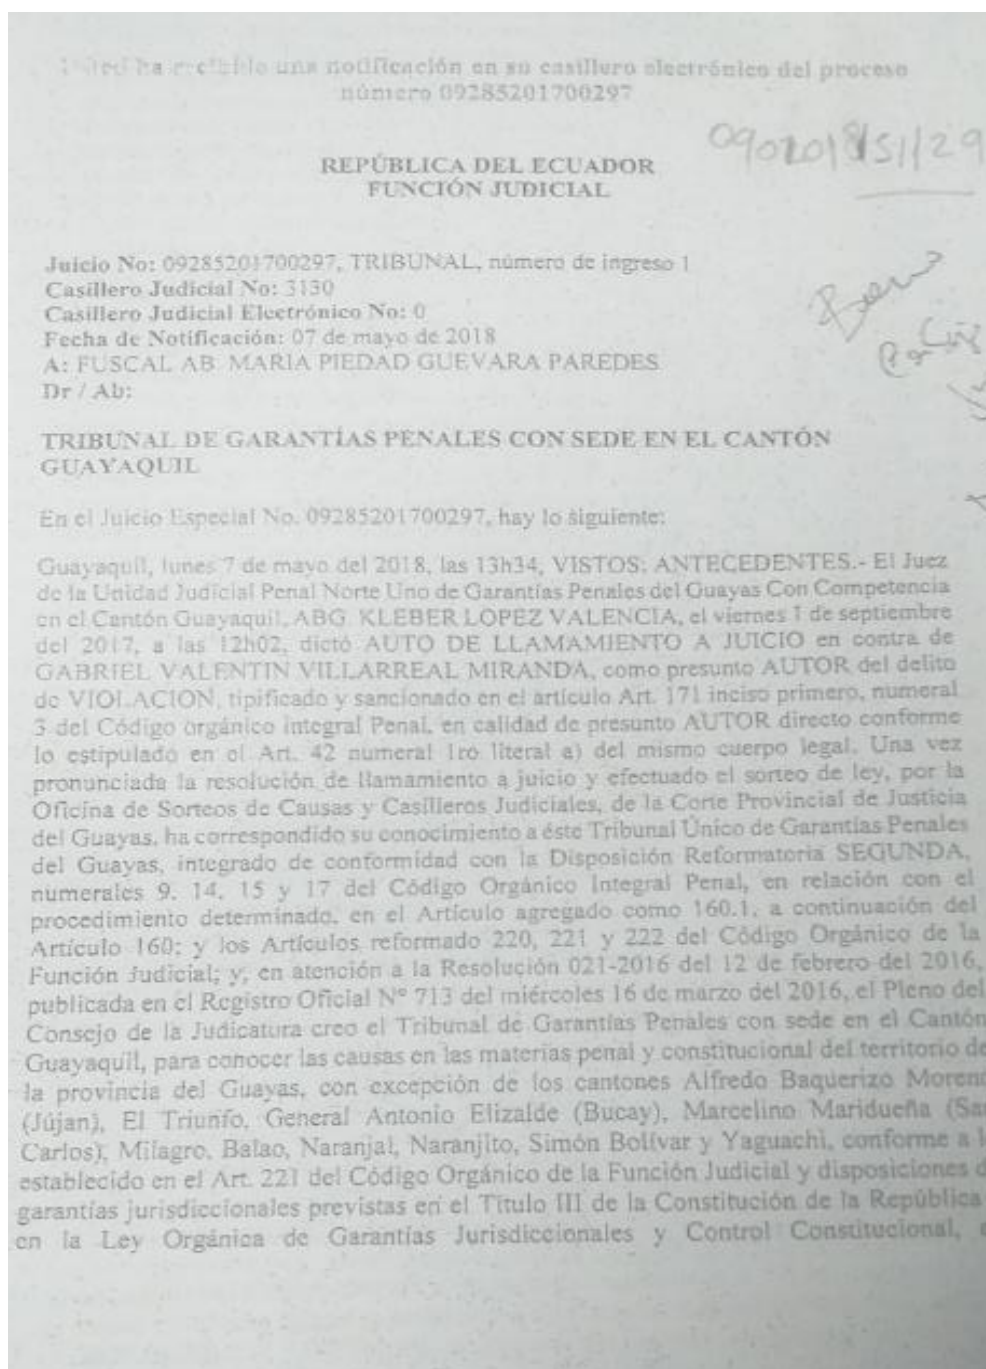 Usted ha recibido una notificación en su casillero electrónico del proceso
número 09285201700297
REPÚBLICA DEL ECUADOR
FUNCIÓN JUDICIAL
Juicio No: 09285201700297, TRIBUNAL, número de ingreso 1
Casillero Judicial No: 3130
Casillero Judicial Electrónico No: 0
Fecha de Notificación: 07 de mayo de 2018
A: FUSCAL AB MARIA PIEDAD GUEVARA PAREDES
Dr / Ab:
TRIBUNAL DE GARANTÍAS PENALES CON SEDE EN EL CANTÓN
GUAYAQUIL
En el Juicio Especial No. 09285201700297, hay lo siguiente:
Guayaquil, lunes 7 de mayo del 2018, las 13h34, VISTOS: ANTECEDENTES.- El Juez
de la Unidad Judicial Penal Norte Uno de Garantías Penales del Guayas Con Competencia
en el Cantón Guayaquil, ABG. KLEBER LOPEZ VALENCIA, el viernes 1 de septiembre
del 2017, a las 12h02, dictó AUTO DE LLAMAMIENTO A JUICIO en contra de
GABRIEL VALENTIN VILLARREAL MIRANDA, como presunto AUTOR del delito
de VIOLACION, tipificado y sancionado en el artículo Art. 171 inciso primero, numeral
3 del Código orgánico integral Penal, en calidad de presunto AUTOR directo conforme
lo estipulado en el Art. 42 numeral 1ro literal a) del mismo cuerpo legal. Una vez
pronunciada la resolución de llamamiento a juicio y efectuado el sorteo de ley, por la
Oficina de Sorteos de Causas y Casilleros Judiciales, de la Corte Provincial de Justicia
del Guayas, ha correspondido su conocimiento a éste Tribunal Único de Garantías Penales
del Guayas, integrado de conformidad con la Disposición Reformatoria SEGUNDA,
numerales 9, 14, 15 y 17 del Código Orgánico Integral Penal, en relación con el
procedimiento determinado, en el Artículo agregado como 160.1, a continuación del
Artículo 160; y los Artículos reformado 220, 221 y 222 del Código Orgánico de la
Función Judicial; y, en atención a la Resolución 021-2016 del 12 de febrero del 2016,
publicada en el Registro Oficial Nº 713 del miércoles 16 de marzo del 2016, el Pleno del
Consejo de la Judicatura creo el Tribunal de Garantías Penales con sede en el Cantón
Guayaquil, para conocer las causas en las materias penal y constitucional del territorio de
la provincia del Guayas, con excepción de los cantones Alfredo Baquerizo Moreno
(Jújan), El Triunfo, General Antonio Elizalde (Bucay), Marcelino Maridueña (San
Carlos), Milagro, Balao, Naranjal, Naranjito, Simón Bolívar y Yaguachi, conforme a l
establecido en el Art. 221 del Código Orgánico de la Función Judicial y disposiciones d
garantías jurisdiccionales previstas en el Título III de la Constitución de la República
en la Ley Orgánica de Garantías Jurisdiccionales y Control Constitucional,